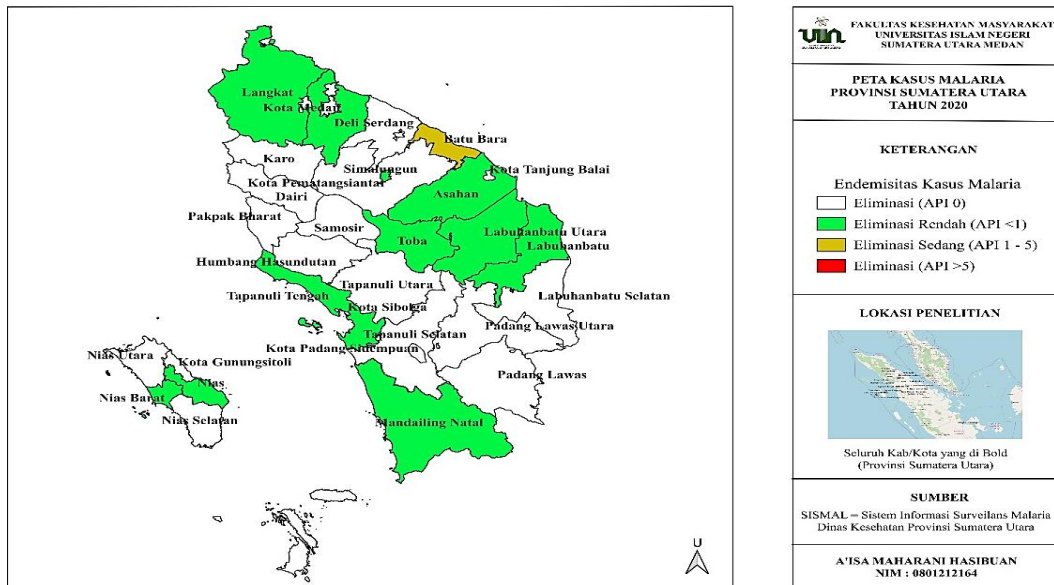 Langkat
Kota Medan
Deli Serdang
Batu Bara
Karo
Simalungun
Kota Tanjung Balai
Kota Pematangsiantar
Asahan
Dairi
Pakpak Bharat
Samosir
Toba
Labuhanbatu Utara
Labuhanbatu
Humbang Hasundutan
Tapanuli Utara
Tapanuli Tengah
Labuhanbatu Selatan
Kota Sibolga
Padang Lawas Utara
Tapanuli Selatan
Kota Padang Sidempuan
Nias Utara
Kota Gunungsitoli
Padang Lawas
Nias
Nias Barat
Nias Selatan
Mandailing Natal
U
UIN
FAKULTAS KESEHATAN MASYARAKAT
UNIVERSITAS ISLAM NEGERI
SUMATERA UTARA MEDAN
PETA KASUS MALARIA
PROVINSI SUMATERA UTARA
TAHUN 2020
KETERANGAN
Endemisitas Kasus Malaria
Eliminasi (API 0)
Eliminasi Rendah (API <1)
Eliminasi Sedang (API 1 - 5)
Eliminasi (API >5)
LOKASI PENELITIAN
Seluruh Kab/Kota yang di Bold
(Provinsi Sumatera Utara)
SUMBER
SISMAL = Sistem Informasi Surveilans Malaria
Dinas Kesehatan Provinsi Sumatera Utara
A'ISA MAHARANI HASIBUAN
NIM : 0801212164